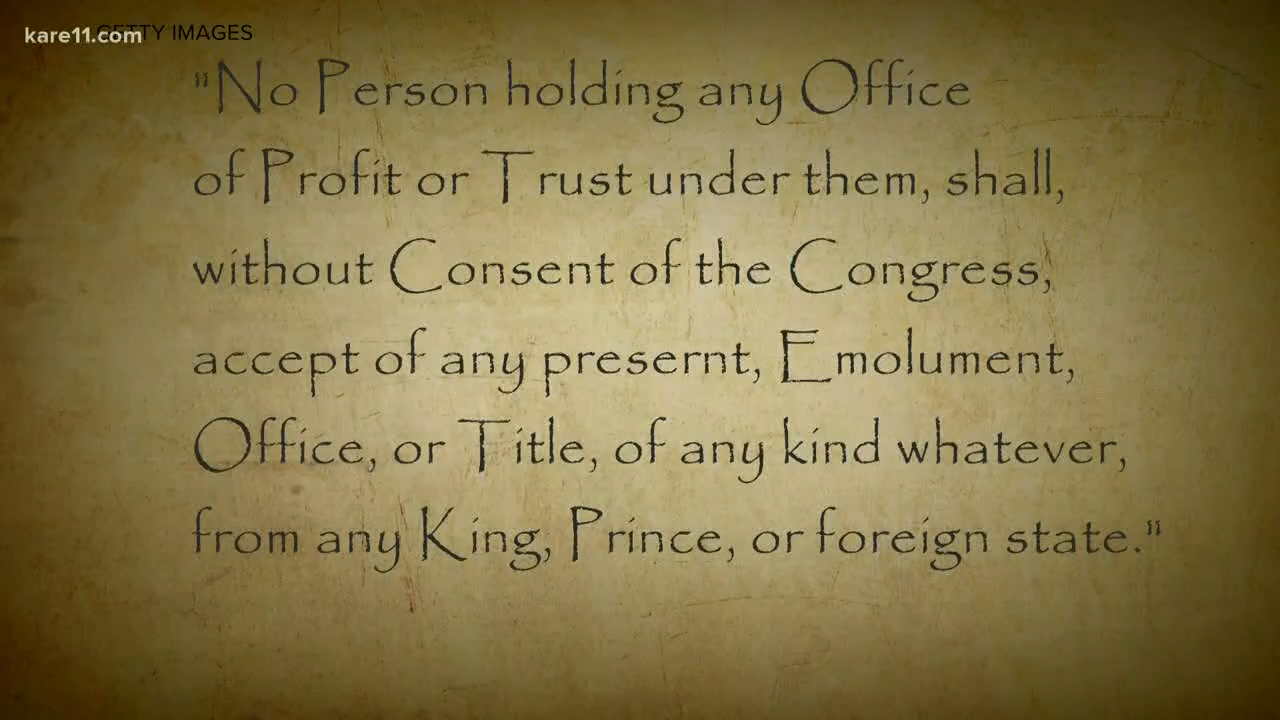 kare11.com GETTY IMAGES
"No Person holding any Office
of Profit or Trust under them, shall,
without Consent of the Congress,
accept of any presernt, Emolument,
Office, or Title, of any kind whatever,
from any King, Prince, or foreign state."